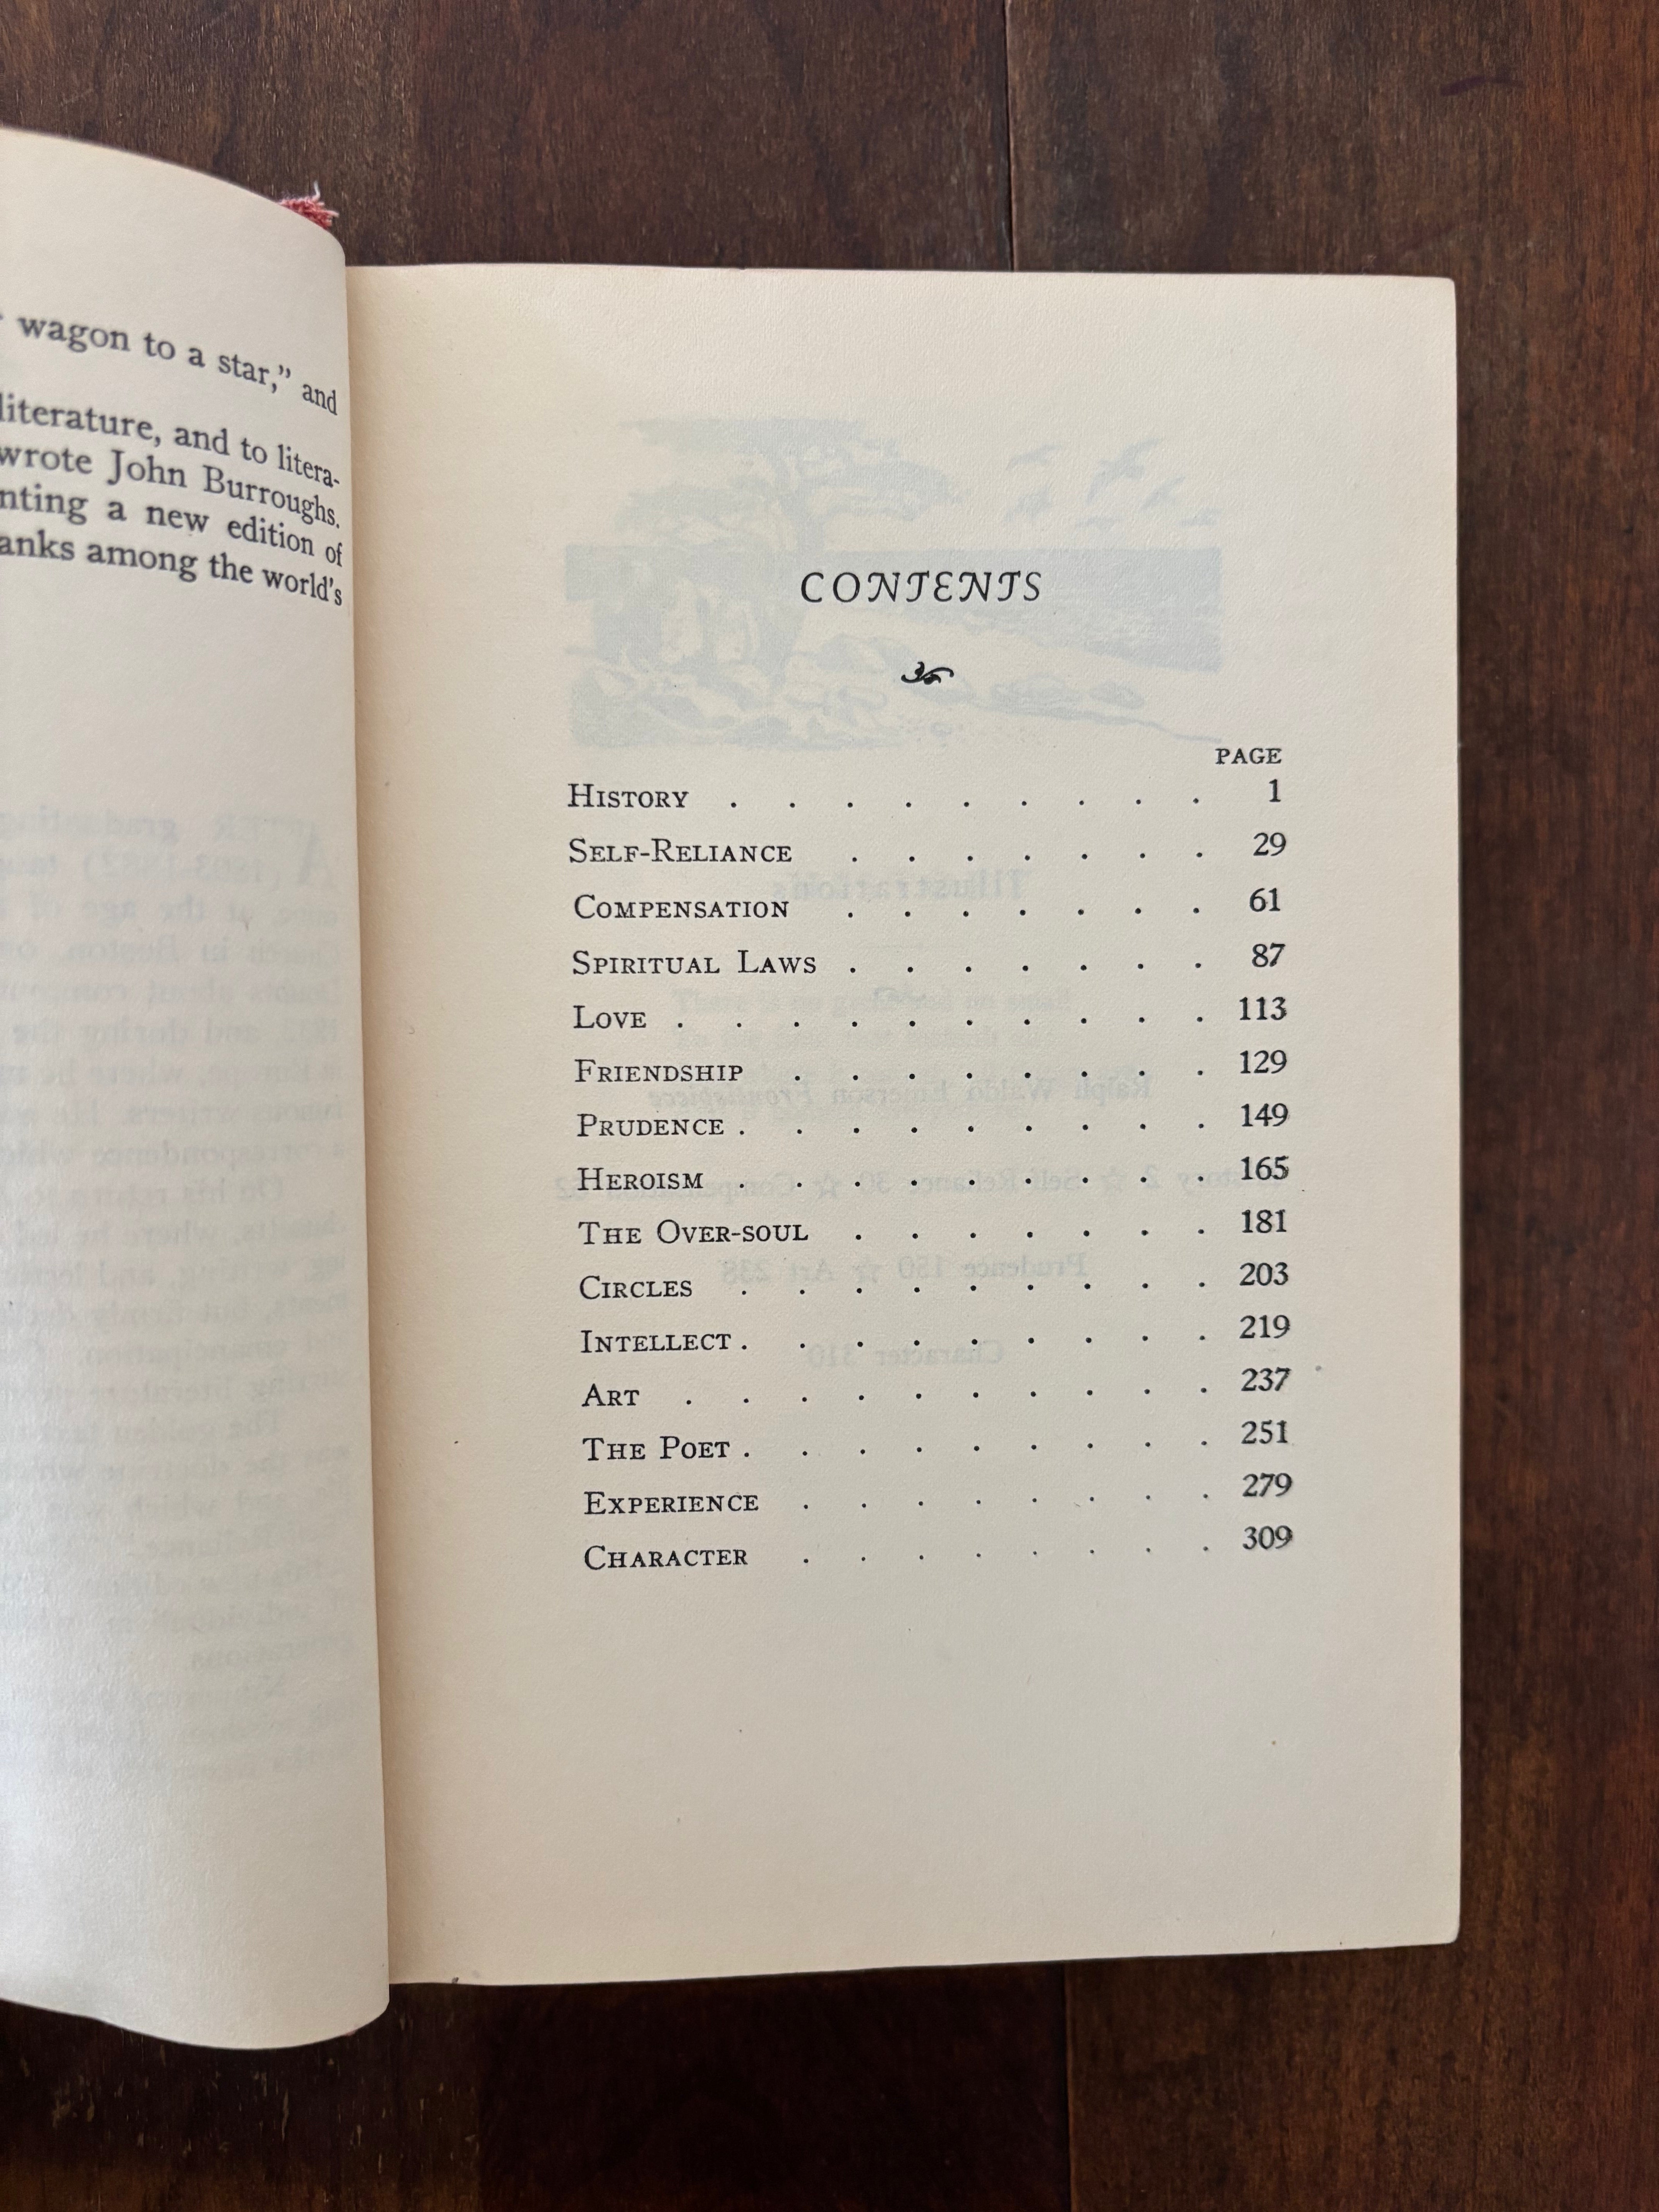 wagon to a star,” and
literature, and to litera-
wrote John Burroughs.
nting a new edition of
anks among the world's
CONTENTS
PAGE
HISTORY . . . . . . . . . 1
SELF-RELIANCE . . . . . . . 29
COMPENSATION . . . . . . . 61
SPIRITUAL LAWS . . . . . . . 87
LOVE . . . . . . . . . . 113
FRIENDSHIP . . . . . . . . 129
PRUDENCE . . . . . . . . . 149
HEROISM . . . . . . . . . 165
THE OVER-SOUL . . . . . . . 181
CIRCLES . . . . . . . . . 203
INTELLECT . . . . . . . . . 219
ART . . . . . . . . . . 237
THE POET . . . . . . . . . 251
EXPERIENCE . . . . . . . . 279
CHARACTER . . . . . . . . 309